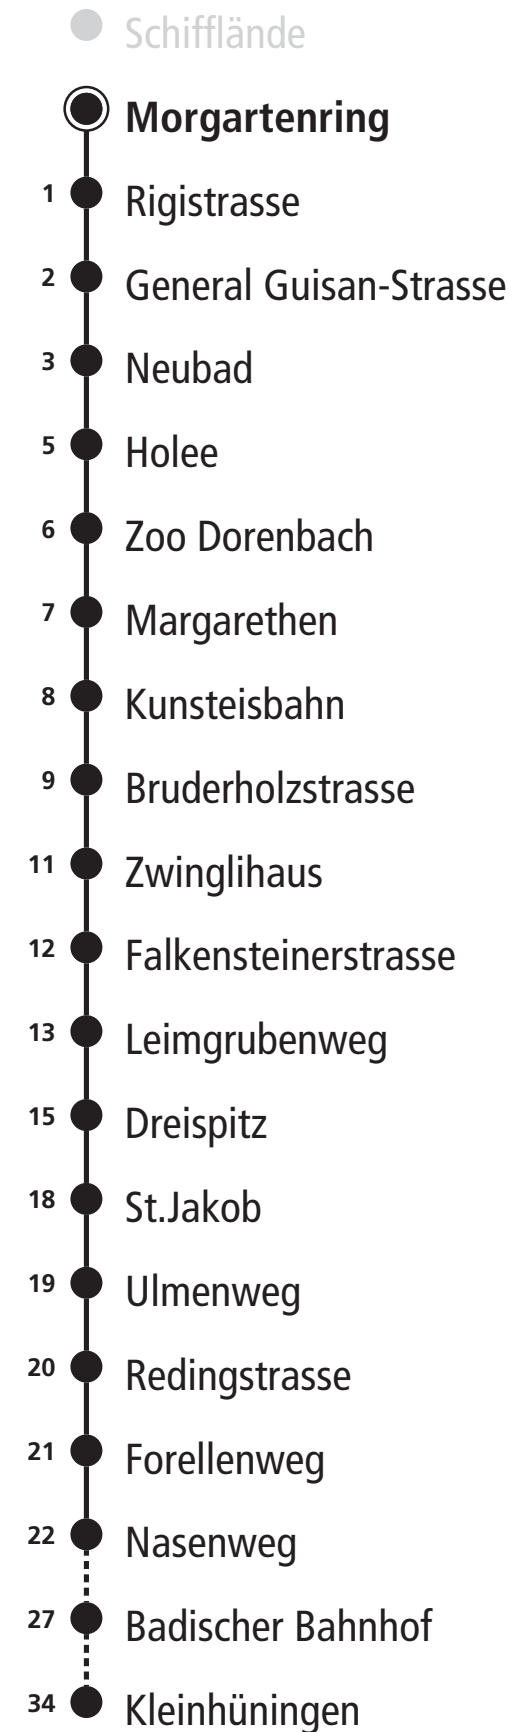 Schifflände
Morgartenring
1 Rigistrasse
2 General Guisan-Strasse
3 Neubad
5 Holee
6 Zoo Dorenbach
7 Margarethen
8 Kunsteisbahn
9 Bruderholzstrasse
11 Zwinglihaus
12 Falkensteinerstrasse
13 Leimgrubenweg
15 Dreispitz
18 St.Jakob
19 Ulmenweg
20 Redingstrasse
21 Forellenweg
22 Nasenweg
27 Badischer Bahnhof
34 Kleinhüningen